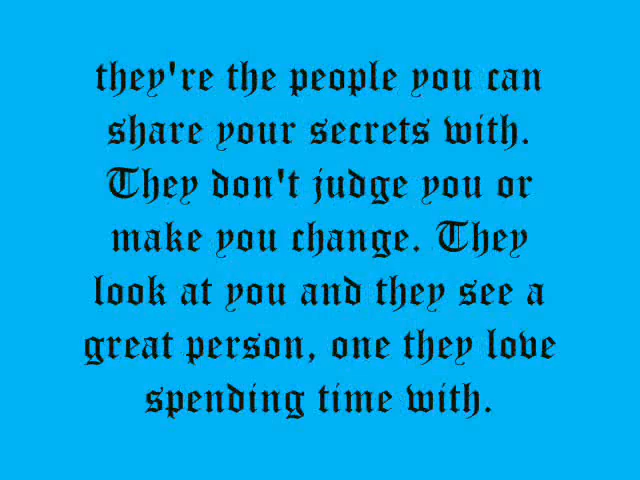 they're the people you can
share your secrets with.
They don't judge you or
make you change. They
look at you and they see a
great person, one they love
spending time with.